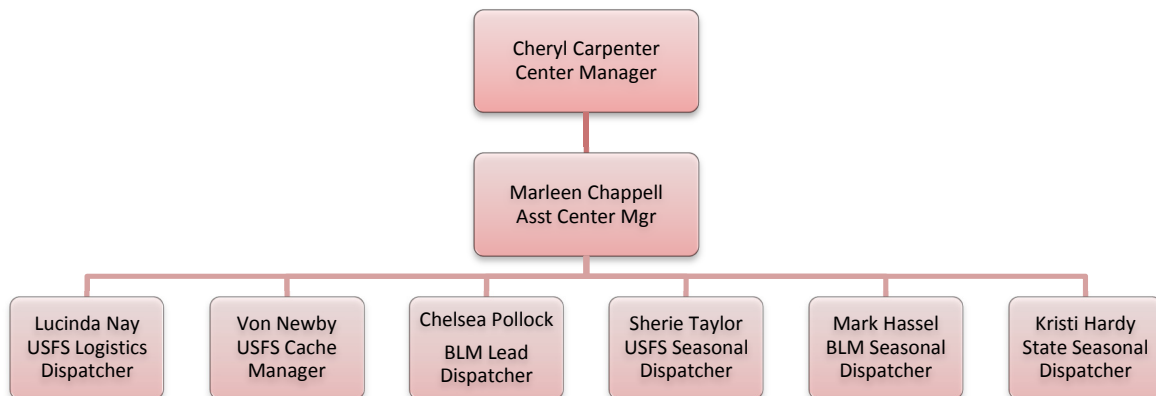 Cheryl Carpenter
Center Manager
Marleen Chappell
Asst Center Mgr
Lucinda Nay
USFS Logistics
Dispatcher
Von Newby
USFS Cache
Manager
Chelsea Pollock
BLM Lead
Dispatcher
Sherie Taylor
USFS Seasonal
Dispatcher
Mark Hassel
BLM Seasonal
Dispatcher
Kristi Hardy
State Seasonal
Dispatcher